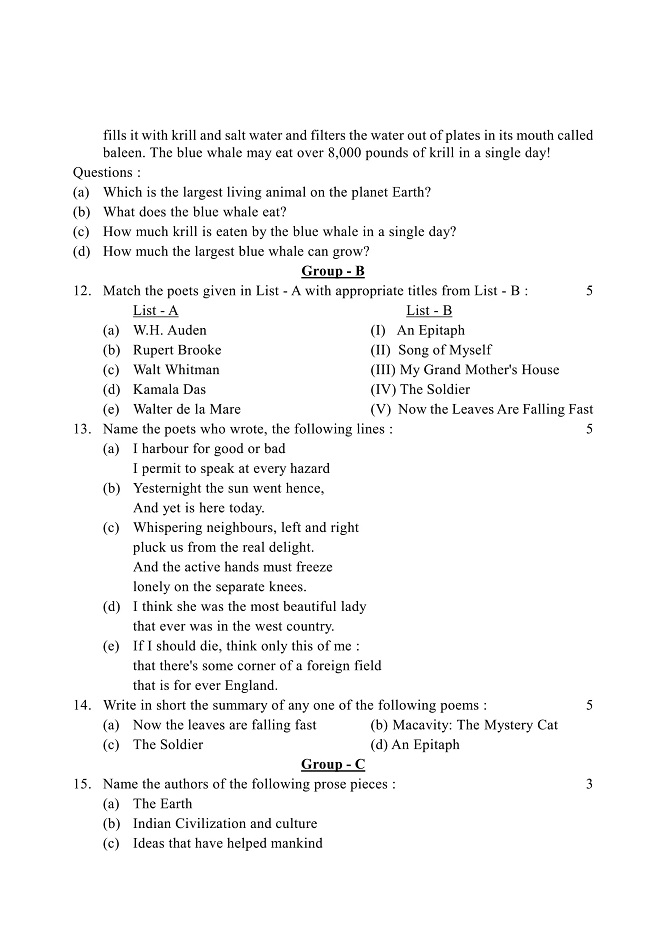 fills it with krill and salt water and filters the water out of plates in its mouth called
baleen. The blue whale may eat over 8,000 pounds of krill in a single day!
Questions :
(a) Which is the largest living animal on the planet Earth?
(b) What does the blue whale eat?
(c) How much krill is eaten by the blue whale in a single day?
(d) How much the largest blue whale can grow?
Group - B
12. Match the poets given in List - A with appropriate titles from List - B : 5
List - A List - B
(a) W.H. Auden (I) An Epitaph
(b) Rupert Brooke (II) Song of Myself
(c) Walt Whitman (III) My Grand Mother's House
(d) Kamala Das (IV) The Soldier
(e) Walter de la Mare (V) Now the Leaves Are Falling Fast
13. Name the poets who wrote, the following lines : 5
(a) I harbour for good or bad
I permit to speak at every hazard
(b) Yesternight the sun went hence,
And yet is here today.
(c) Whispering neighbours, left and right
pluck us from the real delight.
And the active hands must freeze
lonely on the separate knees.
(d) I think she was the most beautiful lady
that ever was in the west country.
(e) If I should die, think only this of me :
that there's some corner of a foreign field
that is for ever England.
14. Write in short the summary of any one of the following poems : 5
(a) Now the leaves are falling fast (b) Macavity: The Mystery Cat
(c) The Soldier (d) An Epitaph
Group - C
15. Name the authors of the following prose pieces : 3
(a) The Earth
(b) Indian Civilization and culture
(c) Ideas that have helped mankind